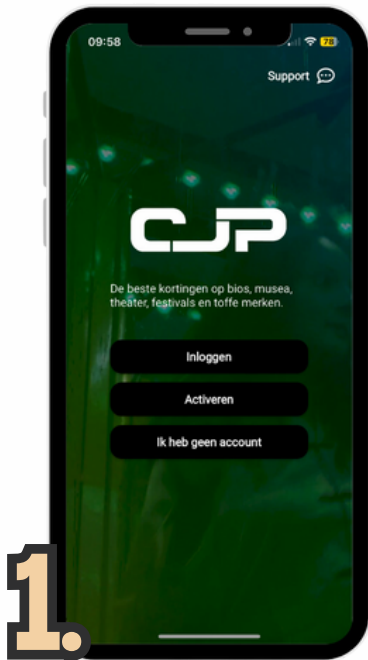 09:58
78
Support
CJP
De beste kortingen op bios, musea,
theater, festivals en toffe merken.
Inloggen
Activeren
Ik heb geen account
1.